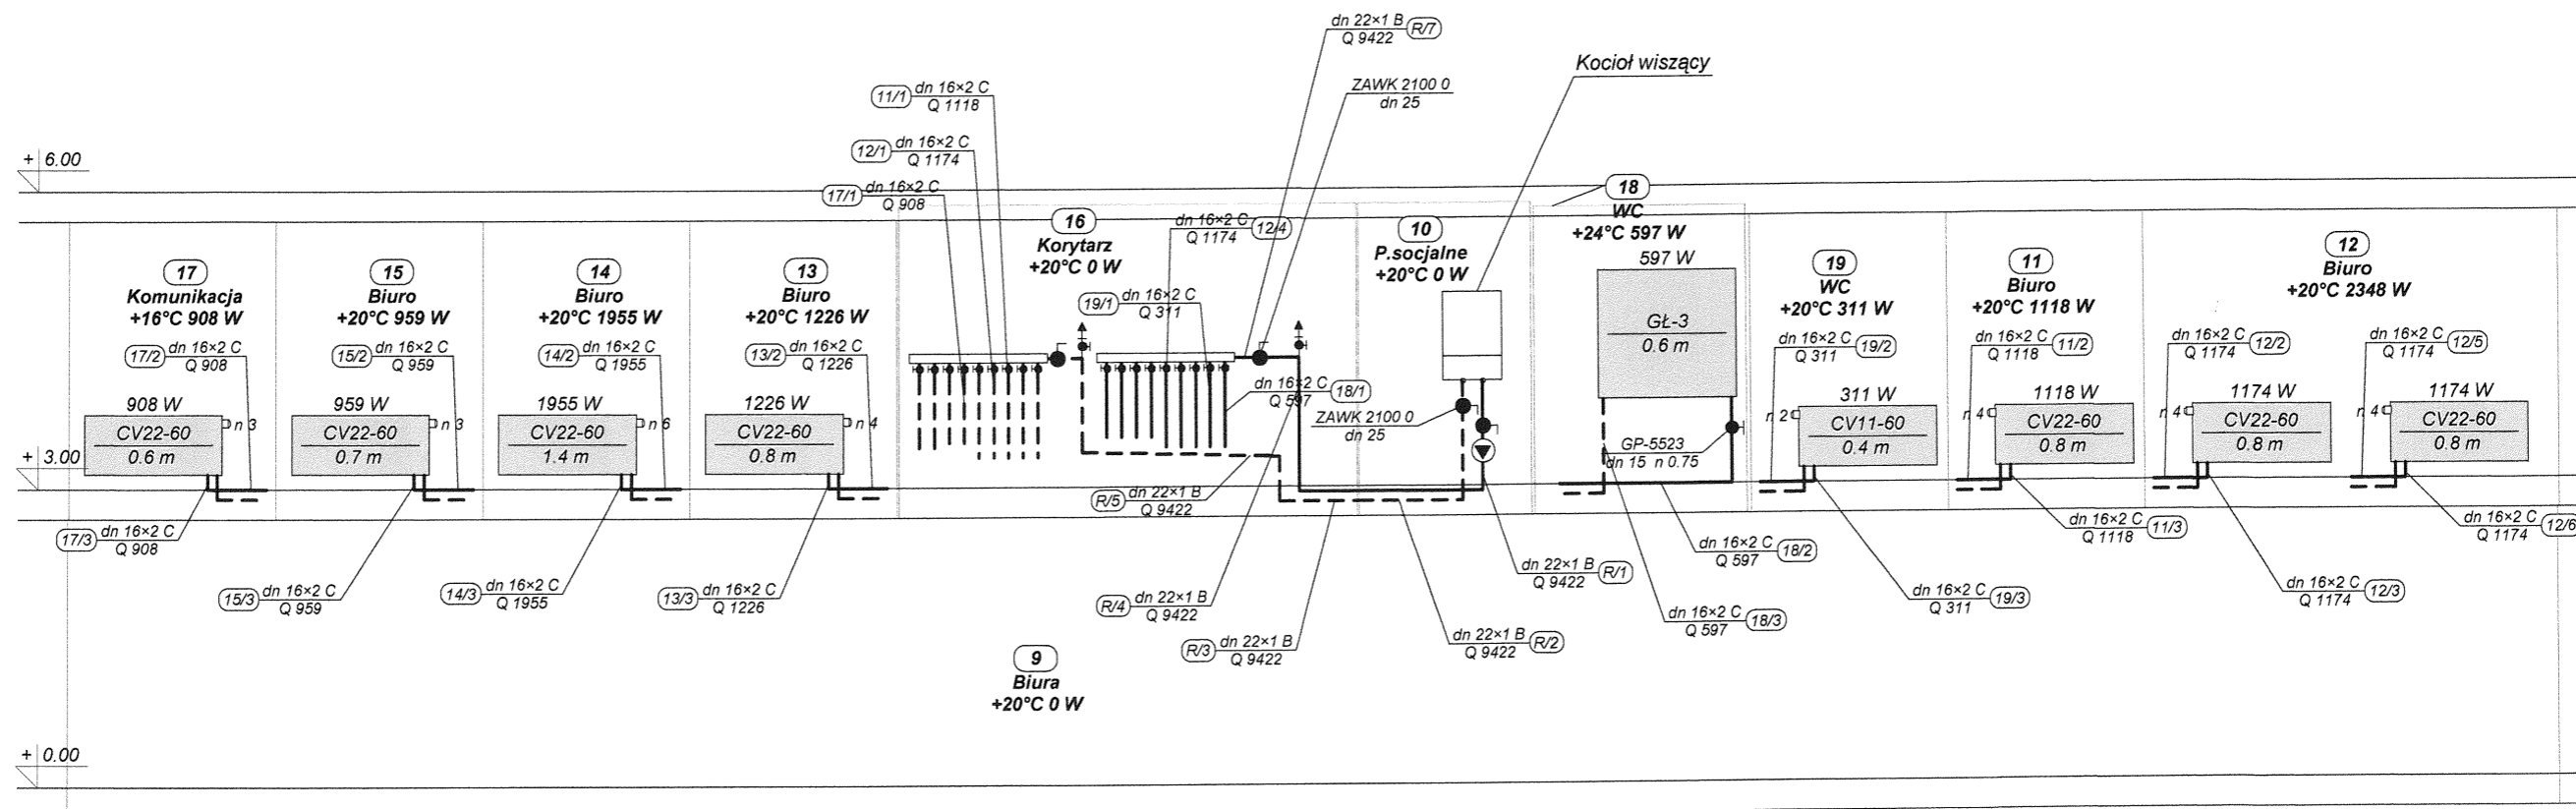 dn 22×1 B
Q 9422
R/7
Kocioł wiszący
ZAWK 2100 0
dn 25
11/1
dn 16×2 C
Q 1118
12/1
dn 16×2 C
Q 1174
17/1
dn 16×2 C
Q 908
+ 6.00
17
Komunikacja
+16°C 908 W
17/2
dn 16×2 C
Q 908
908 W
CV22-60
0.6 m
n 3
17/3
dn 16×2 C
Q 908
15
Biuro
+20°C 959 W
15/2
dn 16×2 C
Q 959
959 W
CV22-60
0.7 m
n 3
15/3
dn 16×2 C
Q 959
14
Biuro
+20°C 1955 W
14/2
dn 16×2 C
Q 1955
1955 W
CV22-60
1.4 m
n 6
14/3
dn 16×2 C
Q 1955
13
Biuro
+20°C 1226 W
13/2
dn 16×2 C
Q 1226
1226 W
CV22-60
0.8 m
n 4
13/3
dn 16×2 C
Q 1226
16
Korytarz
+20°C 0 W
dn 16×2 C
Q 1174
12/4
19/1
dn 16×2 C
Q 311
dn 16×2 C
Q 597
18/1
R/5
dn 22×1 B
Q 9422
R/4
dn 22×1 B
Q 9422
R/3
dn 22×1 B
Q 9422
10
P.socjalne
+20°C 0 W
ZAWK 2100 0
dn 25
dn 22×1 B
Q 9422
R/1
dn 22×1 B
Q 9422
R/2
18
WC
+24°C 597 W
597 W
GŁ-3
0.6 m
GP-5523
dn 15 n 0.75
dn 16×2 C
Q 597
18/2
dn 16×2 C
Q 597
18/3
19
WC
+20°C 311 W
dn 16×2 C
Q 311
19/2
311 W
n 2
CV11-60
0.4 m
dn 16×2 C
Q 311
19/3
11
Biuro
+20°C 1118 W
dn 16×2 C
Q 1118
11/2
1118 W
n 4
CV22-60
0.8 m
dn 16×2 C
Q 1118
11/3
12
Biuro
+20°C 2348 W
dn 16×2 C
Q 1174
12/2
1174 W
n 4
CV22-60
0.8 m
dn 16×2 C
Q 1174
12/3
dn 16×2 C
Q 1174
12/5
1174 W
n 4
CV22-60
0.8 m
dn 16×2 C
Q 1174
12/6
+ 3.00
9
Biura
+20°C 0 W
+ 0.00